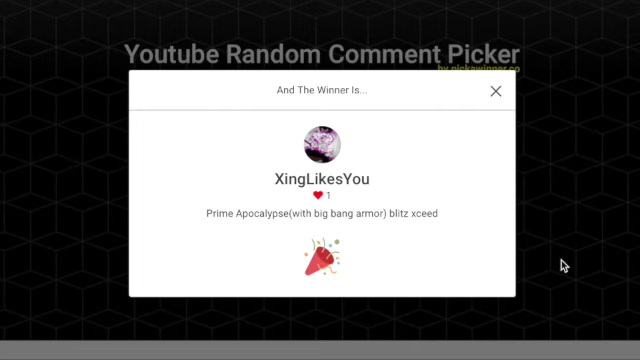 Youtube Random Comment Picker
by pickawinner.co
And The Winner Is...
XingLikesYou
1
Prime Apocalypse(with big bang armor) blitz xceed